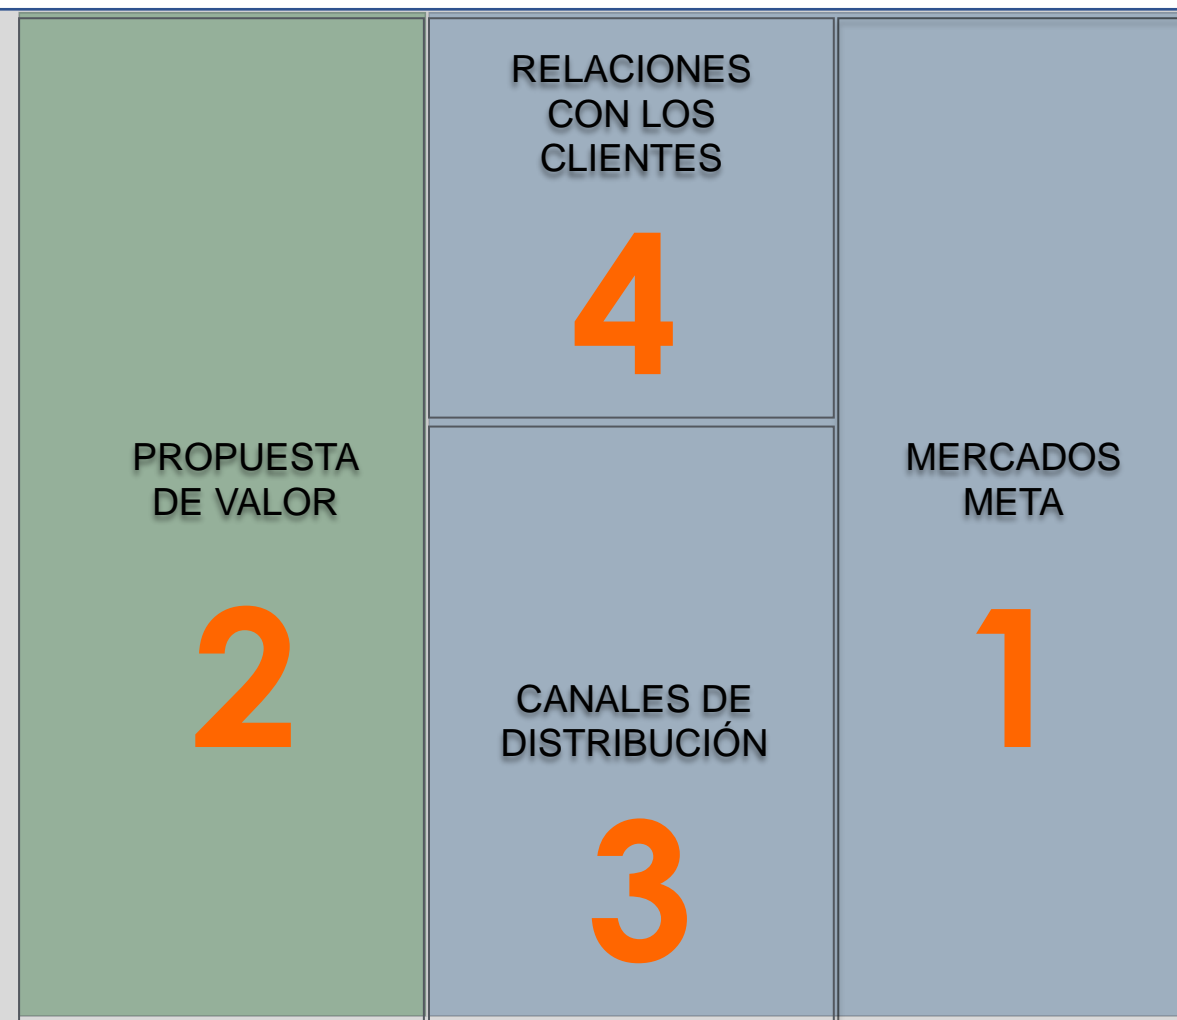 PROPUESTA
DE VALOR
2
RELACIONES
CON LOS
CLIENTES
4
CANALES DE
DISTRIBUCIÓN
3
MERCADOS
META
1